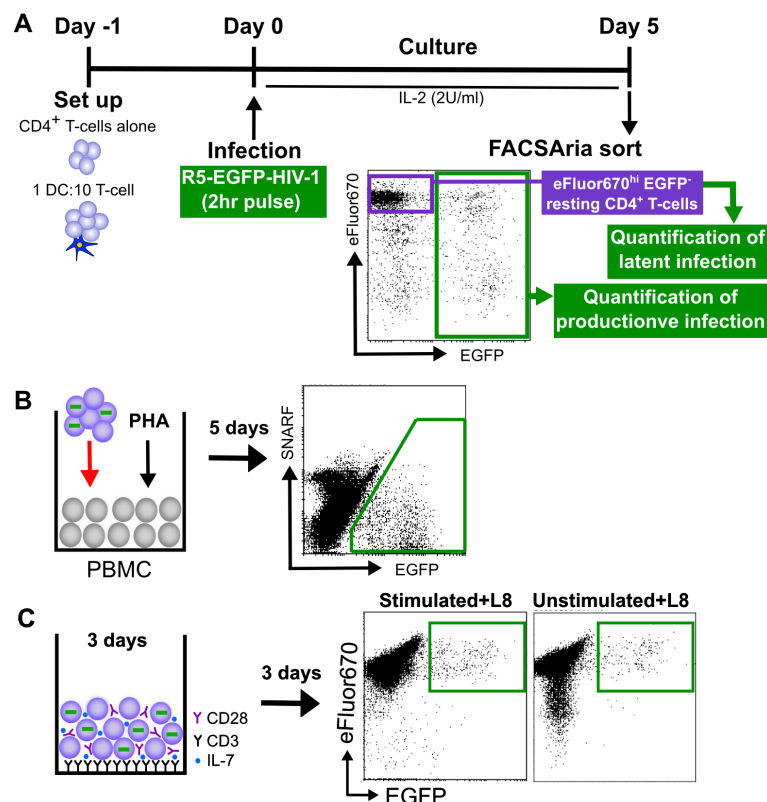 A
Day -1
Day 0
Day 5
Culture
IL-2 (2U/ml)
Set up
CD4+ T-cells alone
1 DC:10 T-cell
Infection
R5-EGFP-HIV-1
(2hr pulse)
FACSAria sort
eFluor670
EGFP
eFluor670hi EGFP-
resting CD4+ T-cells
Quantification of
latent infection
Quantification of
productionve infection
B
PHA
PBMC
5 days
SNARF
EGFP
C
3 days
CD28
CD3
IL-7
3 days
Stimulated+L8
Unstimulated+L8
eFluor670
EGFP